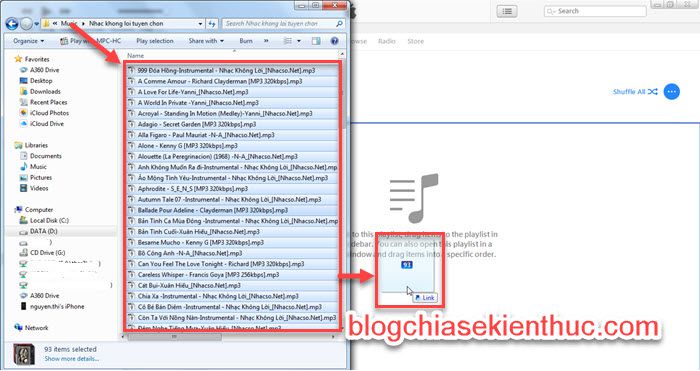 « Music ▸ Nhac khong loi tuyen chon
Search Nhac khong loi tuyen chon
Organize
Play with MPC-HC
Play selection
Share with
Burn
»
Name
Favorites
A360 Drive
Desktop
Downloads
Recent Places
iCloud Photos
iCloud Drive
Libraries
Documents
Music
Pictures
Videos
Computer
Local Disk (C:)
DATA (D:)
CD Drive (G:)
A360 Drive
nguyen.thi's iPhone
Network
999 Đóa Hồng-Instrumental - Nhạc Không Lời_[Nhacso.Net].mp3
A Comme Amour - Richard Clayderman [MP3 320kbps].mp3
A Love For Life -Yanni_[Nhacso.Net].mp3
A World In Private -Yanni_[Nhacso.Net].mp3
Acroyal - Standing In Motion (Medley)-Yanni_[Nhacso.Net].mp3
Adagio - Secret Garden [MP3 320kbps].mp3
Alla Figaro - Paul Mauriat -N-A_[Nhacso.Net].mp3
Alone - Kenny G [MP3 320kbps].mp3
Alouette (La Peregrinacion) (1968) -N-A_[Nhacso.Net].mp3
Anh Không Muốn Ra đi-Instrumental - Nhạc Không Lời_[Nhacso.Net].mp3
Áo Mộng Tình Yêu-Instrumental - Nhạc Không Lời_[Nhacso.Net].mp3
Aphrodite - S_E_N_S [MP3 320kbps].mp3
Autumn Tale 07 -Instrumental - Nhạc Không Lời_[Nhacso.Net].mp3
Ballade Pour Adeline - Clayderman [MP3 320kbps].mp3
Bản Tình Ca Mùa Đông -Instrumental - Nhạc Không Lời_[Nhacso.Net].mp3
Bản Tình Cuối-Xuân Hiếu_[Nhacso.Net].mp3
Besame Mucho - Kenny G [MP3 320kbps].mp3
Bồ Công Anh -N-A_[Nhacso.Net].mp3
Can You Feel The Love Tonight - Richard [MP3 320kbps].mp3
Careless Whisper - Francis Goya [MP3 256kbps].mp3
Cát Bụi-Xuân Hiếu_[Nhacso.Net].mp3
Chia Xa -Instrumental - Nhạc Không Lời_[Nhacso.Net].mp3
Cô Bé Bán Diêm -Instrumental - Nhạc Không Lời_[Nhacso.Net].mp3
Còn Ta Với Nồng Nàn-Instrumental - Nhạc Không Lời_[Nhacso.Net].mp3
Đêm Nghe Tiếng Mưa-Xuân Hiếu_[Nhacso.Net].mp3
93 items selected
Show more details...
Search
Radio
Store
Shuffle All
to this playlist, drag items to the playlist in
debar. You can also open this playlist in a
window and drag items into a specific order.
93
Link
blogchiasekienthuc.com